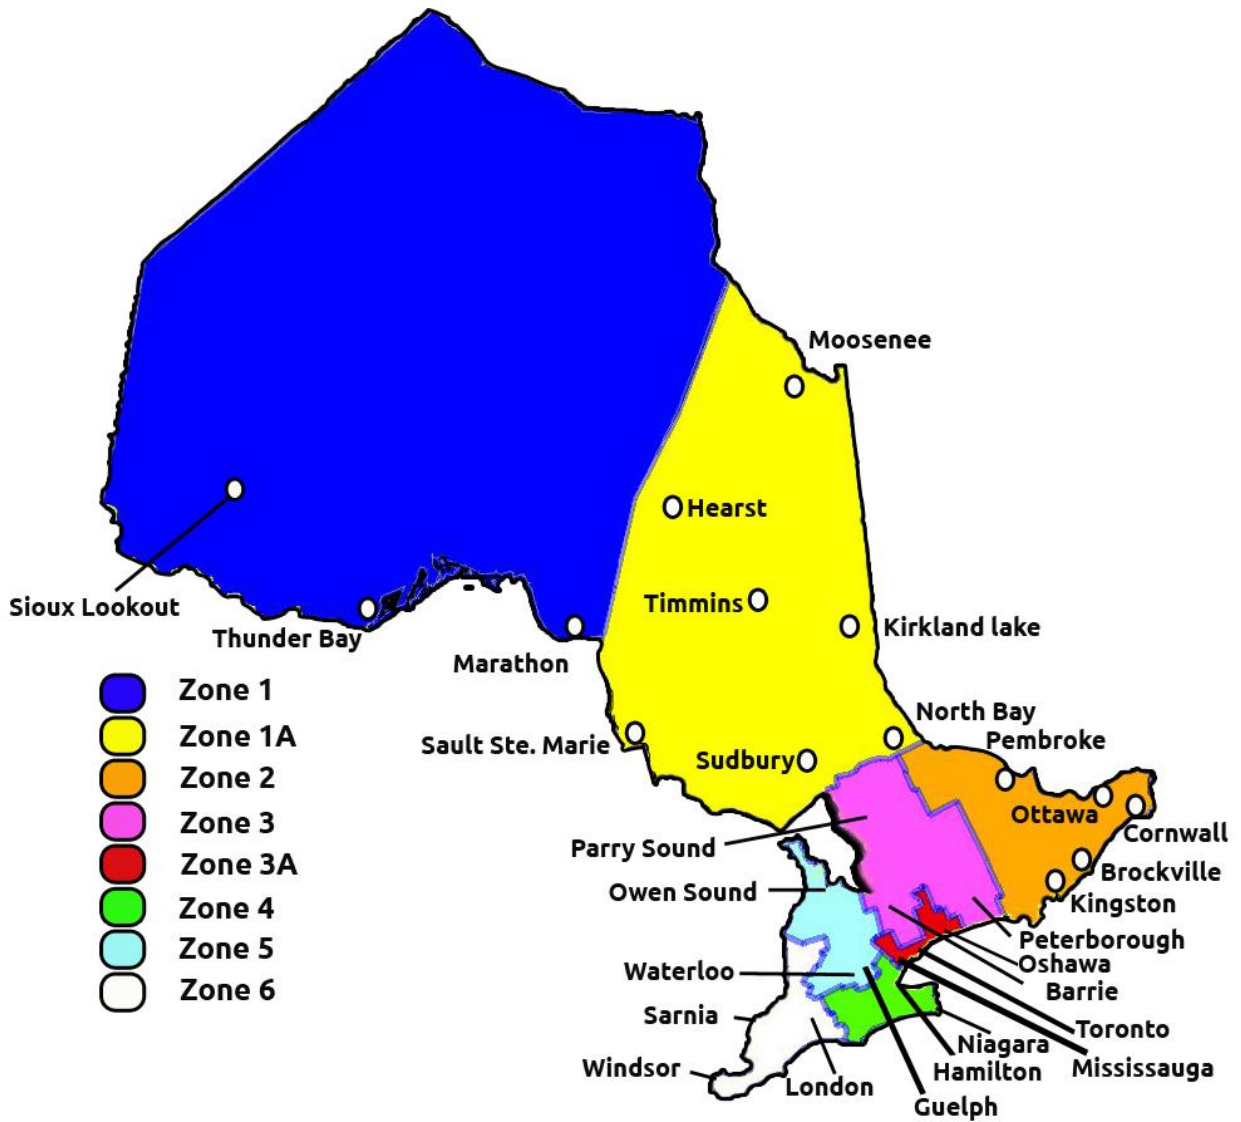 Moosenee
Hearst
Sioux Lookout
Timmins
Kirkland lake
Thunder Bay
Marathon
Zone 1
Zone 1A
Zone 2
Zone 3
Zone 3A
Zone 4
Zone 5
Zone 6
North Bay
Sault Ste. Marie
Pembroke
Sudbury
Ottawa
Cornwall
Parry Sound
Brockville
Owen Sound
Kingston
Peterborough
Oshawa
Waterloo
Barrie
Sarnia
Toronto
Niagara
Windsor
Hamilton
Mississauga
London
Guelph